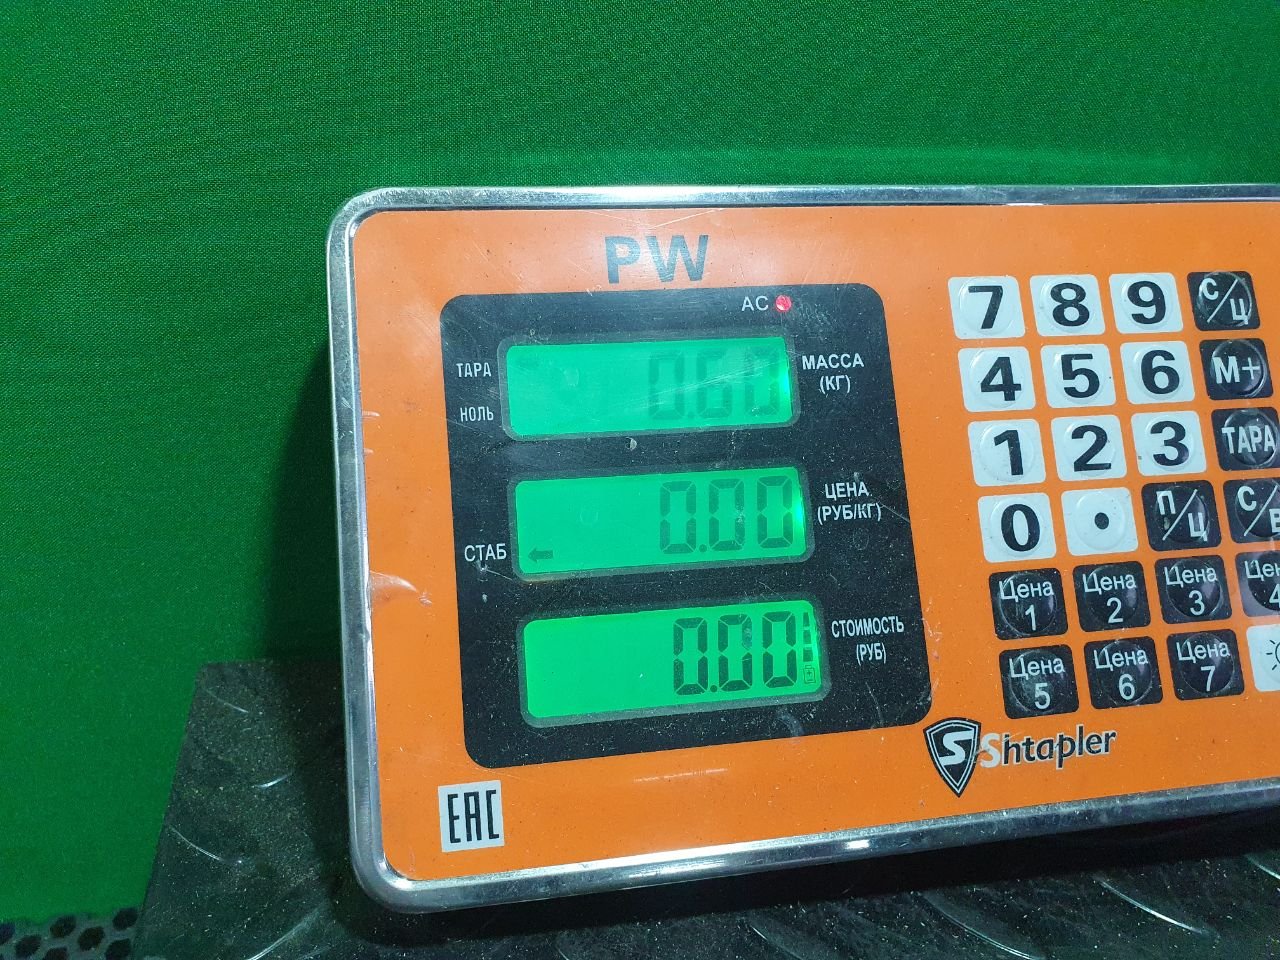 PW
AC
ТАРА
НОЛЬ
0.60
МАССА
(КГ)
СТАБ
0.00
ЦЕНА
(РУБ/КГ)
0.00
СТОИМОСТЬ
(РУБ)
7 8 9 С/Ц
4 5 6 М+
1 2 3 ТАРА
0 . П/Ц С/В
Цена 1 Цена 2 Цена 3 Цен 4
Цена 5 Цена 6 Цена 7
S Shtapler
EAC